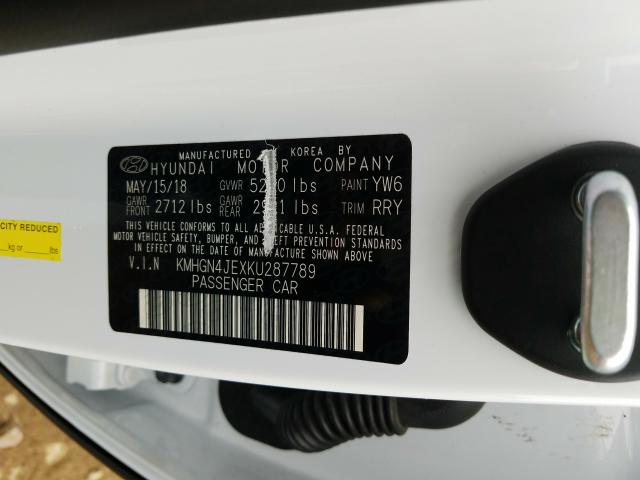 MANUFACTURED KOREA BY
HYUNDAI MOTOR COMPANY
MAY/15/18 GVWR lbs PAINT YW6
GAWR FRONT 2712 lbs GAWR REAR lbs TRIM RRY
THIS VEHICLE CONFORMS TO ALL APPLICABLE U.S.A. FEDERAL
MOTOR VEHICLE SAFETY, BUMPER, AND THEFT PREVENTION STANDARDS
IN EFFECT ON THE DATE OF MANUFACTURE SHOWN ABOVE
V.I.N KMHGN4JEXKU287789
PASSENGER CAR
CITY REDUCED
kg or lbs